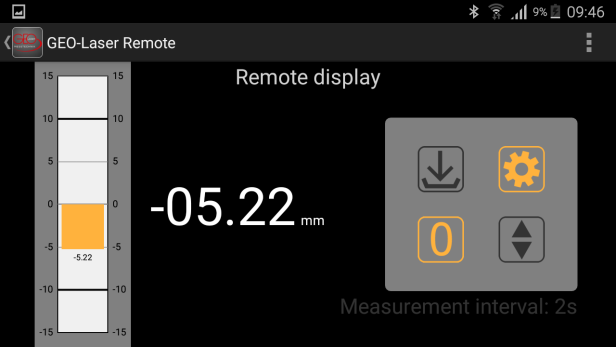 9% 09:46
GEO-Laser Remote
Remote display
15 15
10 10
5 5
0 0
-5 -5
-5.22
-10 -10
-15 -15
-05.22 mm
0
Measurement interval: 2s